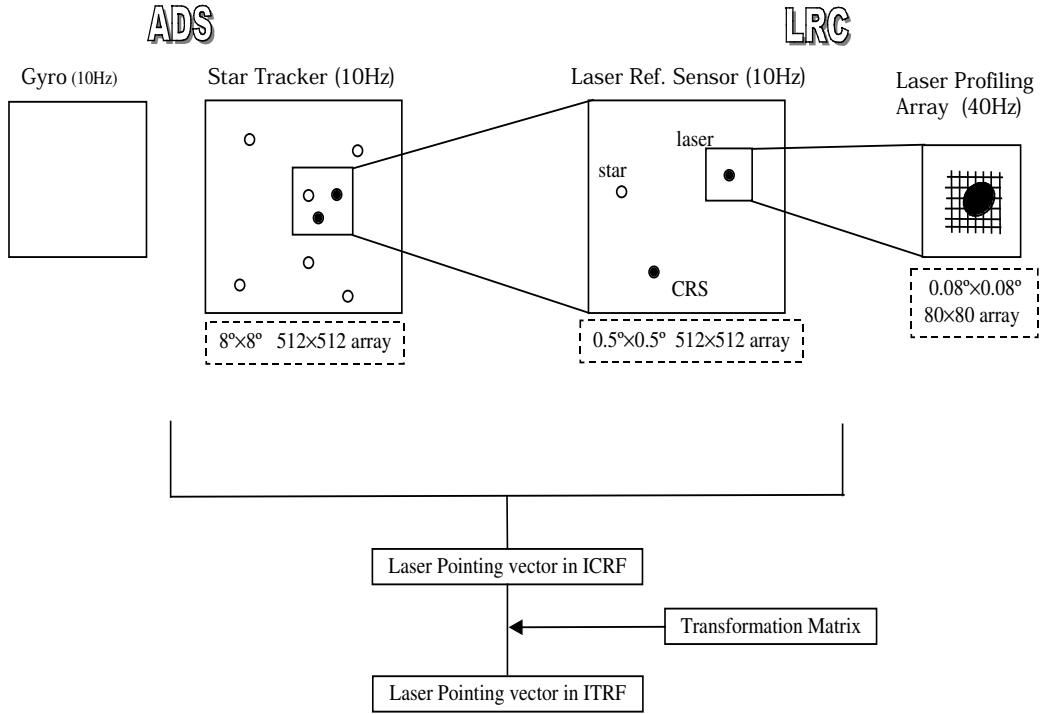 ADS
LRC
Gyro (10Hz)
Star Tracker (10Hz)
Laser Ref. Sensor (10Hz)
Laser Profiling
Array (40Hz)
laser
star
CRS
8º×8º 512×512 array
0.5º×0.5º 512×512 array
0.08º×0.08º
80×80 array
Laser Pointing vector in ICRF
Transformation Matrix
Laser Pointing vector in ITRF